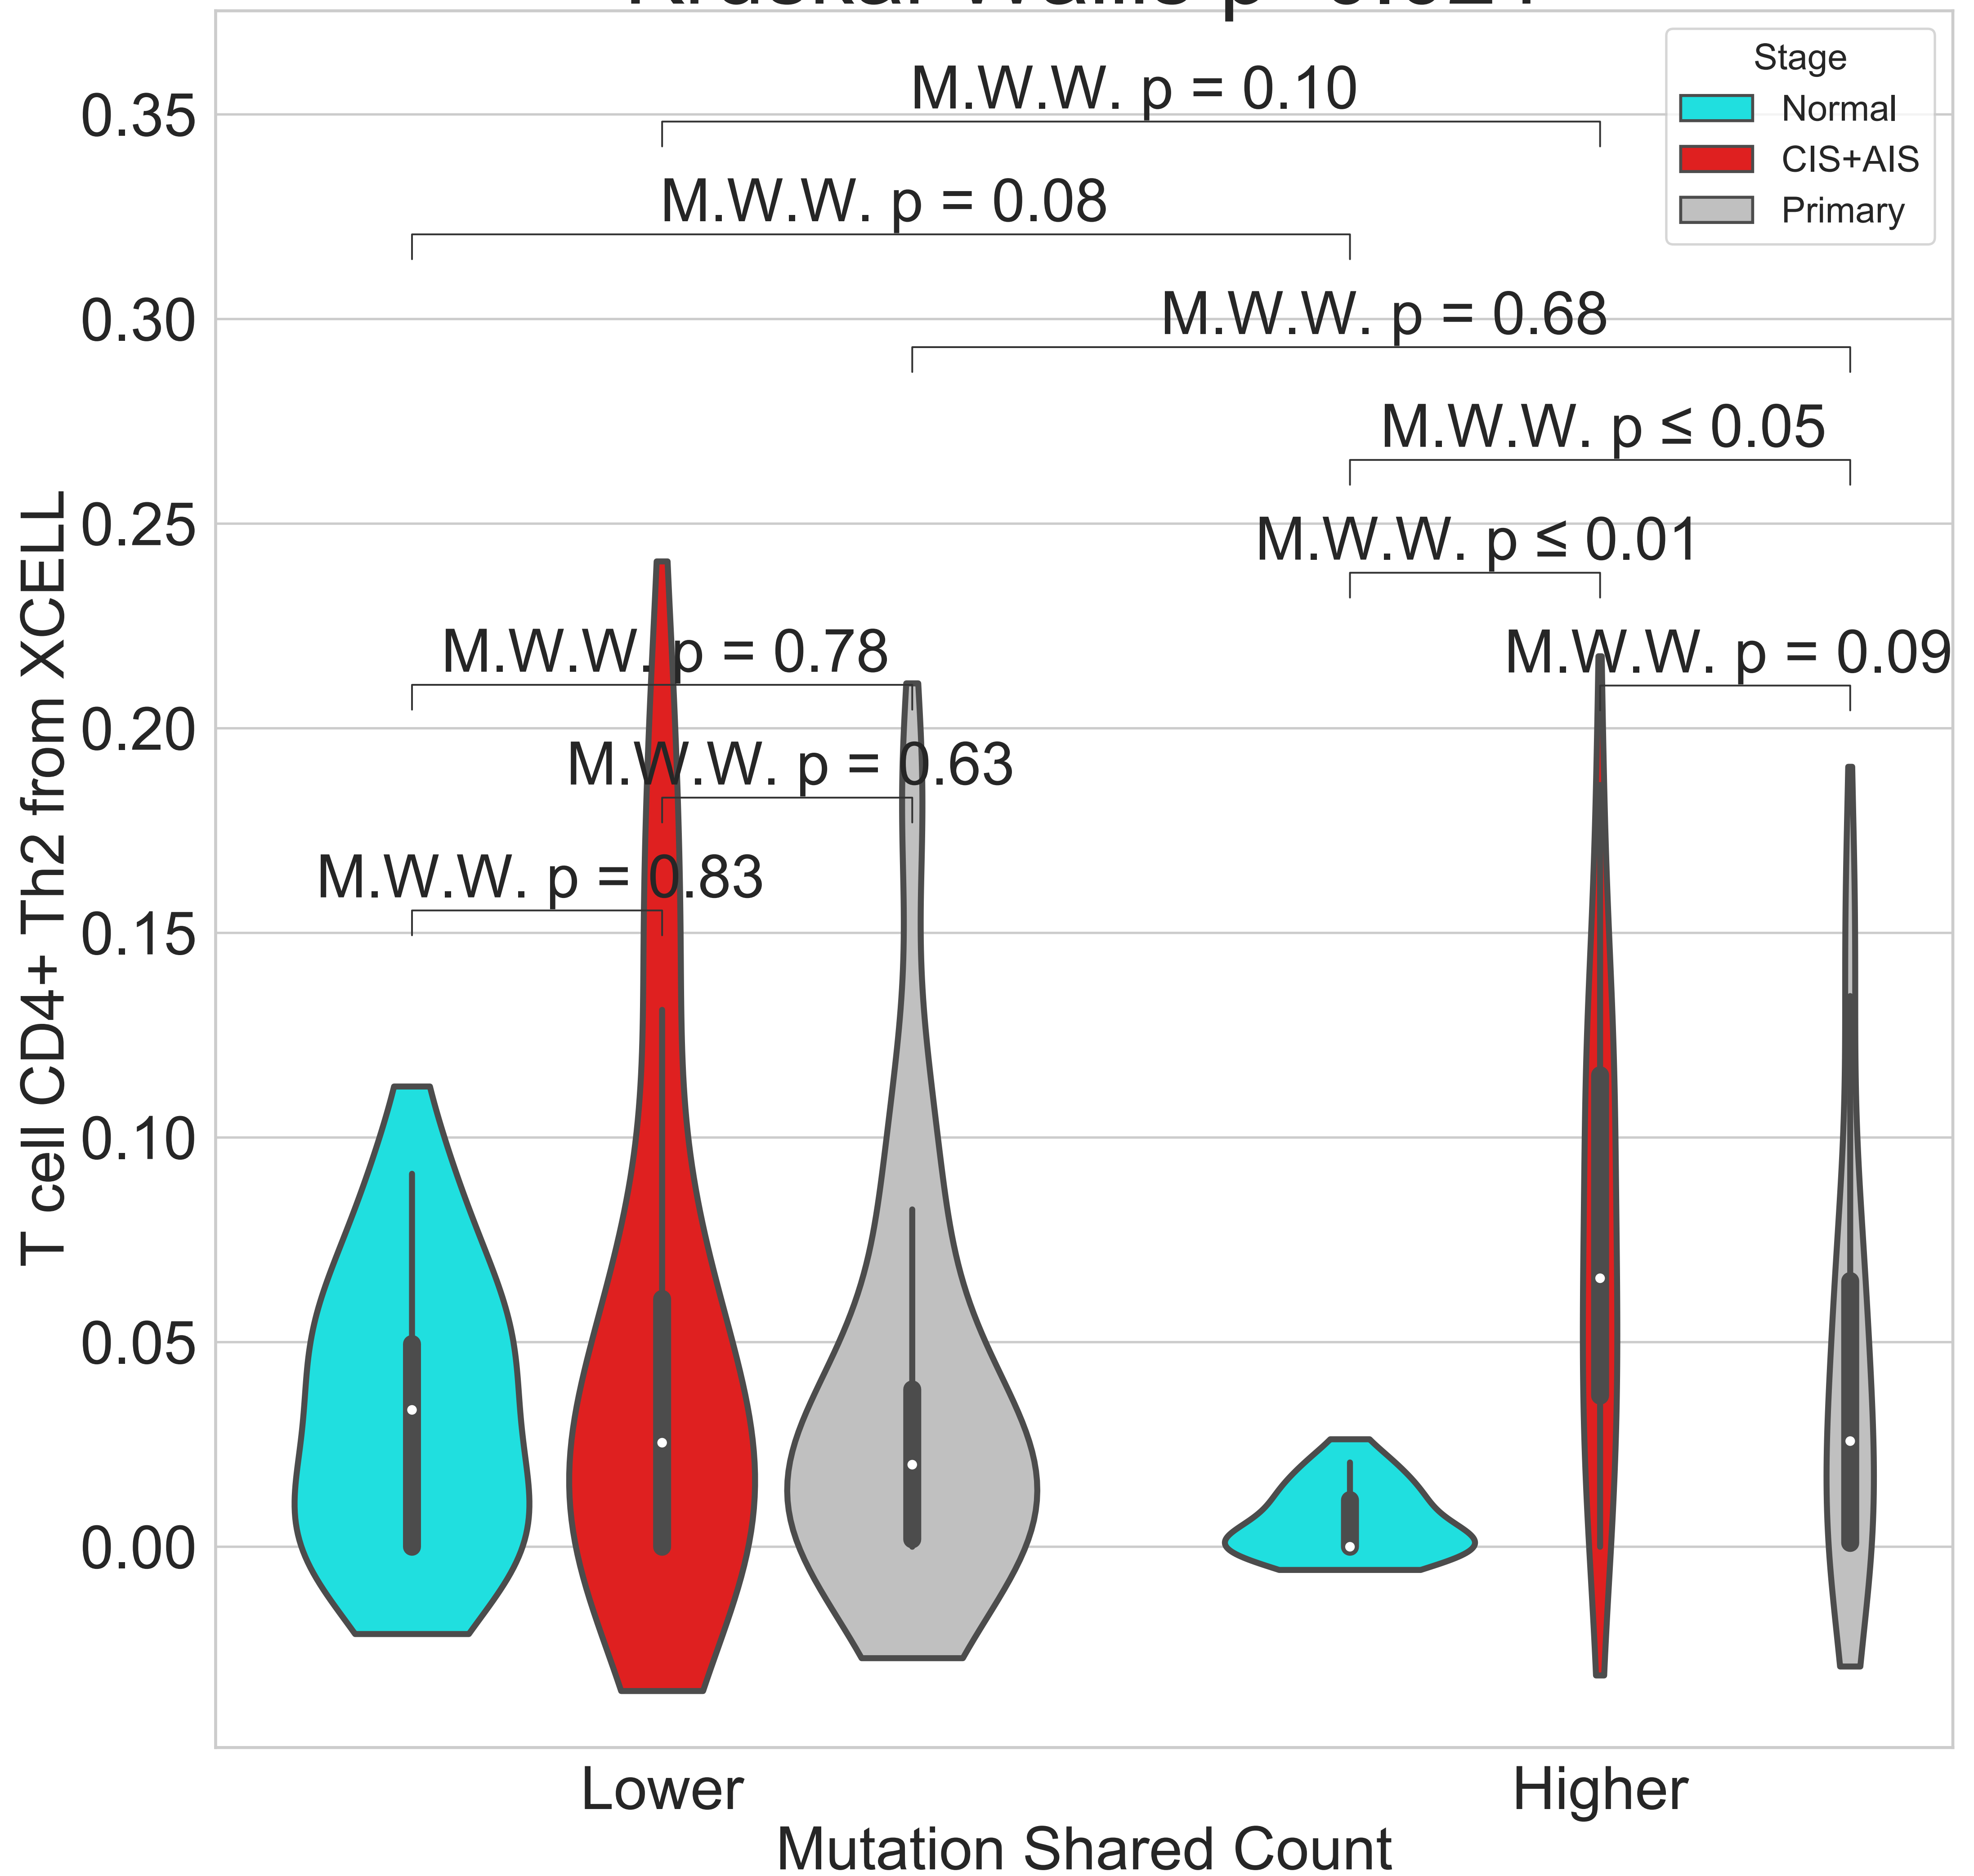 Stage
Normal
CIS+AIS
Primary
M.W.W. p = 0.10
M.W.W. p = 0.08
M.W.W. p = 0.68
M.W.W. p ≤ 0.05
M.W.W. p ≤ 0.01
M.W.W. p = 0.78
M.W.W. p = 0.09
M.W.W. p = 0.63
M.W.W. p = 0.83
T cell CD4+ Th2 from XCELL
0.35
0.30
0.25
0.20
0.15
0.10
0.05
0.00
Lower
Higher
Mutation Shared Count